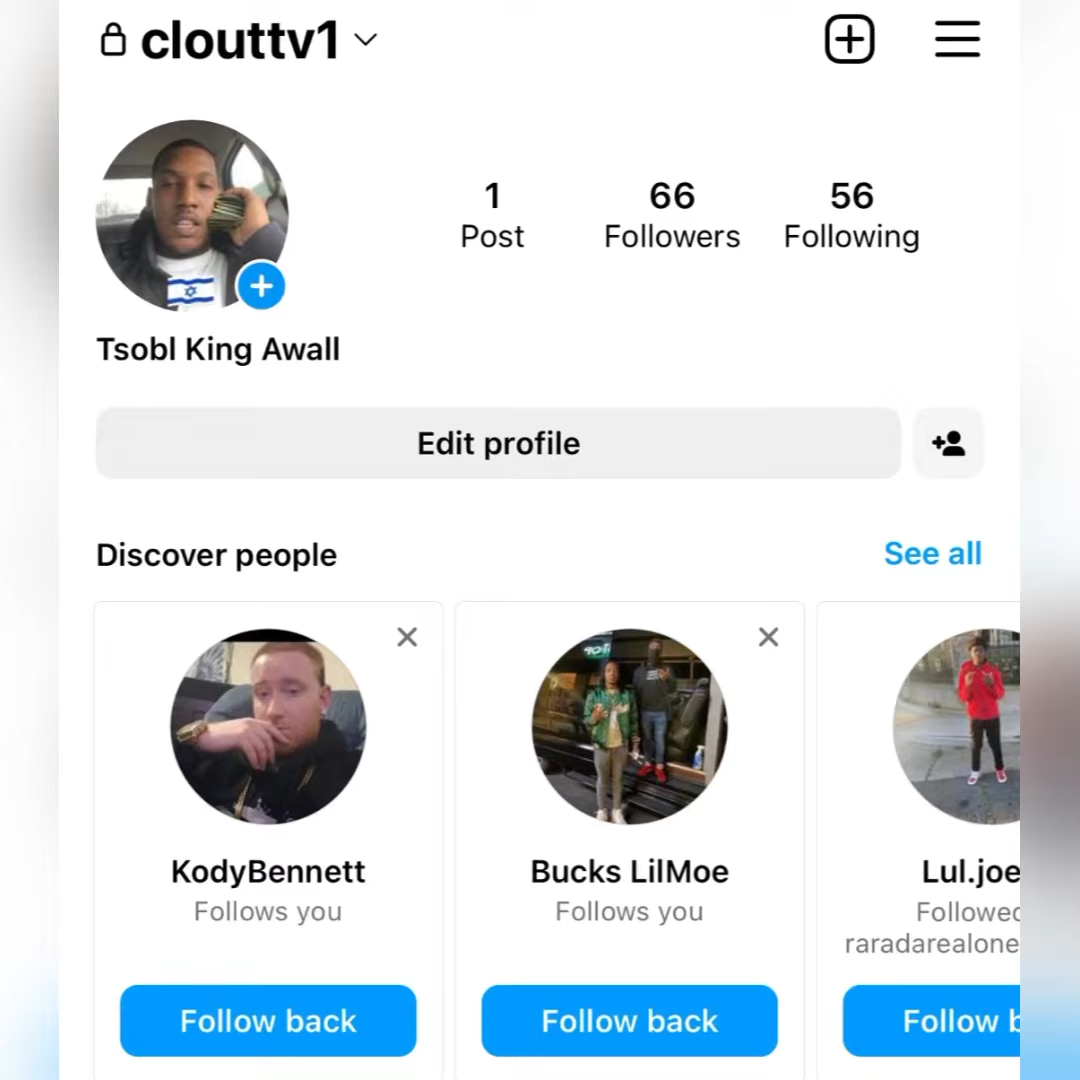 clouttv1
1 66 56
Post Followers Following
Tsobl King Awall
Edit profile
Discover people See all
KodyBennett Bucks LilMoe Lul.joe
Follows you Follows you Followed
raradarealone
Follow back Follow back Follow b